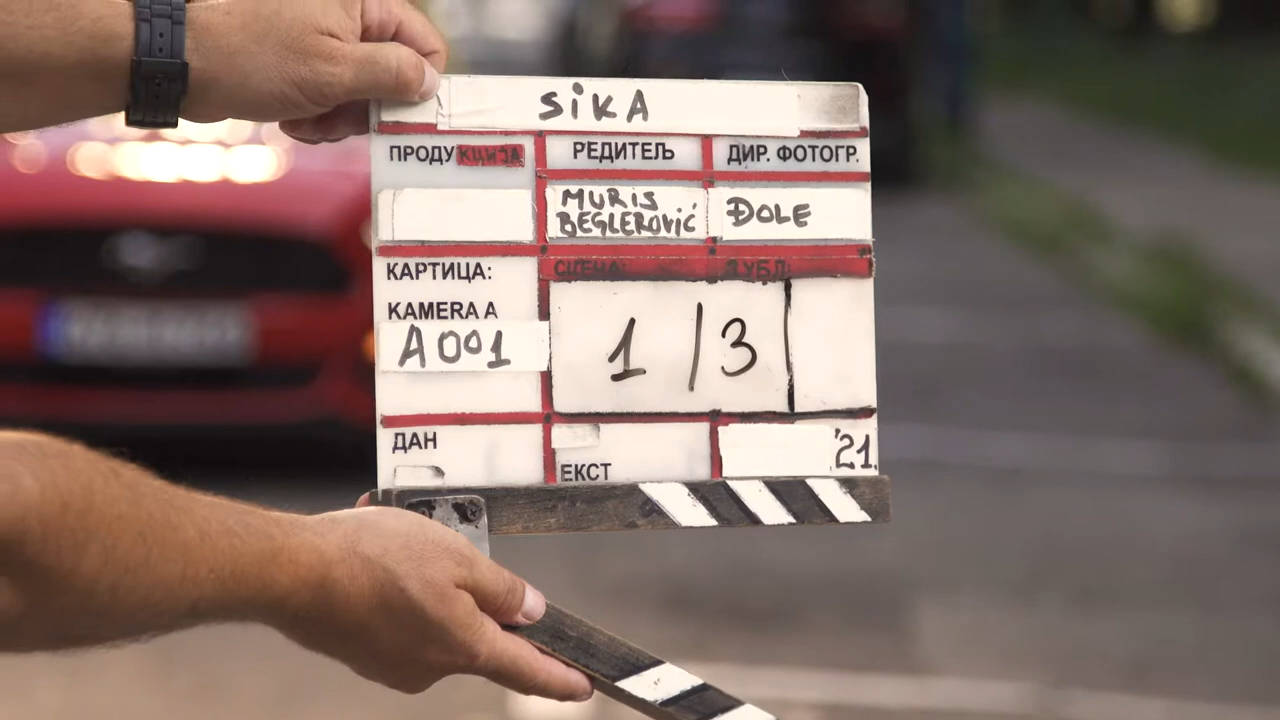 SiKA
ПРОДУКЦИЈА
РЕДИТЕЉ
ДИР. ФОТОГР.
MURIS
BEGLEROVIĆ
ĐOLE
КАРТИЦА:
СЦЕНА:
ДУБЛ:
KAMERA A
A001
1/3
ДАН
ЕКСТ
'21.